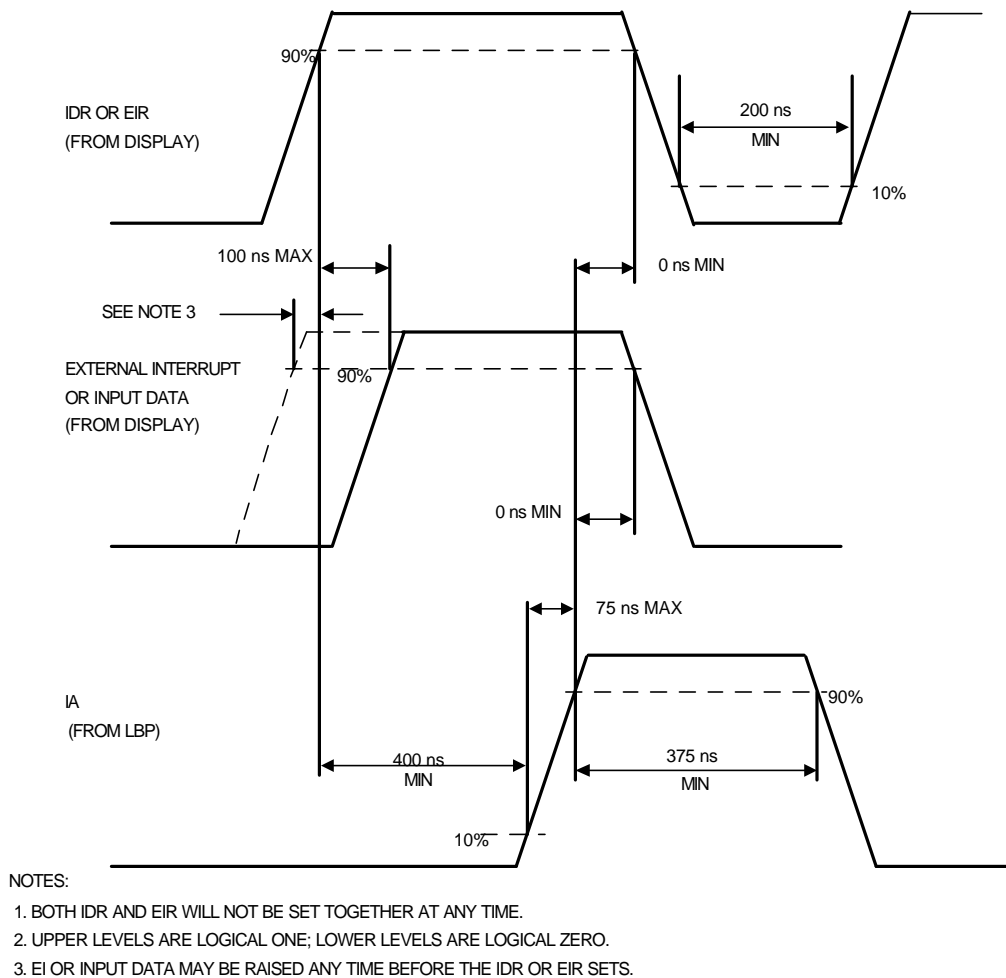 90%
IDR OR EIR
(FROM DISPLAY)
200 ns
MIN
10%
100 ns MAX
0 ns MIN
SEE NOTE 3
EXTERNAL INTERRUPT
OR INPUT DATA
(FROM DISPLAY)
90%
0 ns MIN
75 ns MAX
IA
(FROM LBP)
90%
400 ns
MIN
375 ns
MIN
10%
NOTES:
1. BOTH IDR AND EIR WILL NOT BE SET TOGETHER AT ANY TIME.
2. UPPER LEVELS ARE LOGICAL ONE; LOWER LEVELS ARE LOGICAL ZERO.
3. EI OR INPUT DATA MAY BE RAISED ANY TIME BEFORE THE IDR OR EIR SETS.